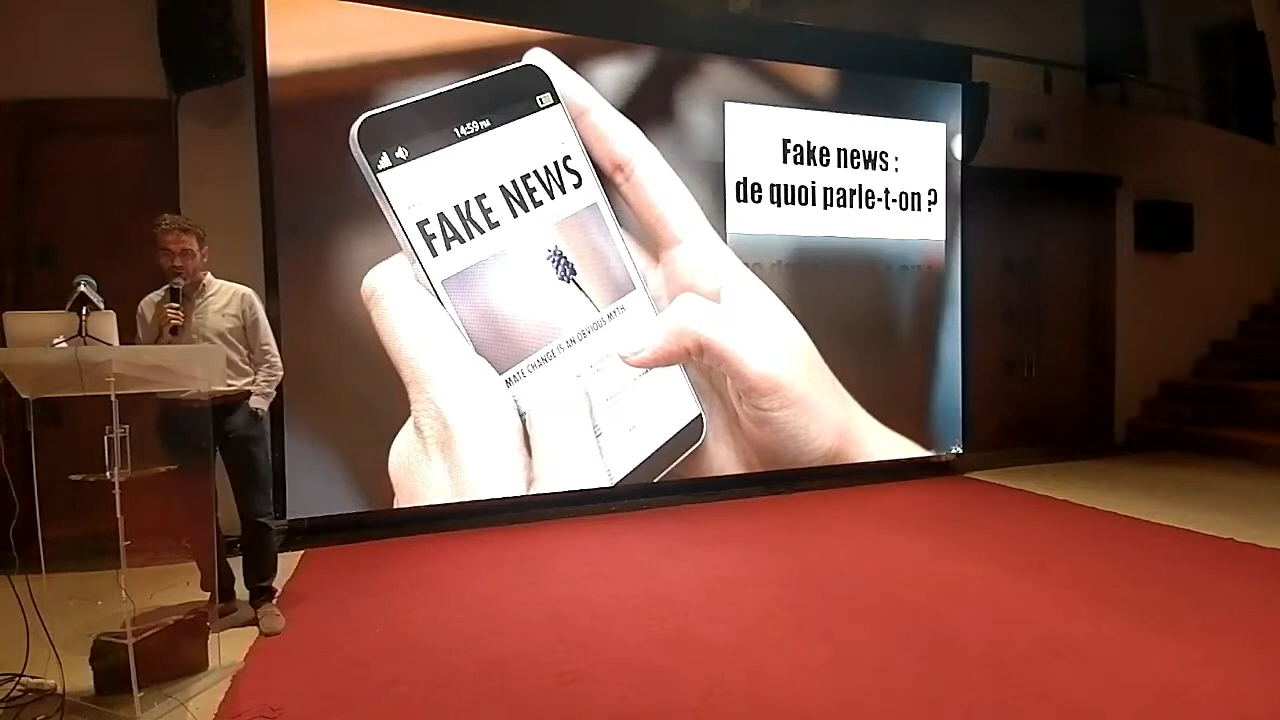 14:59 PM
FAKE NEWS
MATE CHANGE IS AN OBVIOUS MYTH
Fake news :
de quoi parle-t-on ?